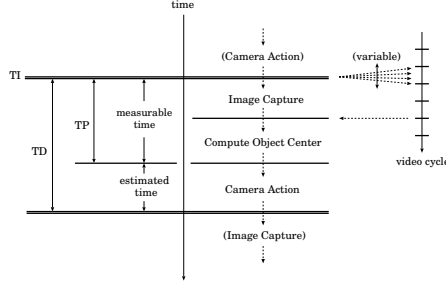 time
(Camera Action)
(variable)
TI
Image Capture
measurable
time
TP
TD
Compute Object Center
video cycle
estimated
time
Camera Action
(Image Capture)